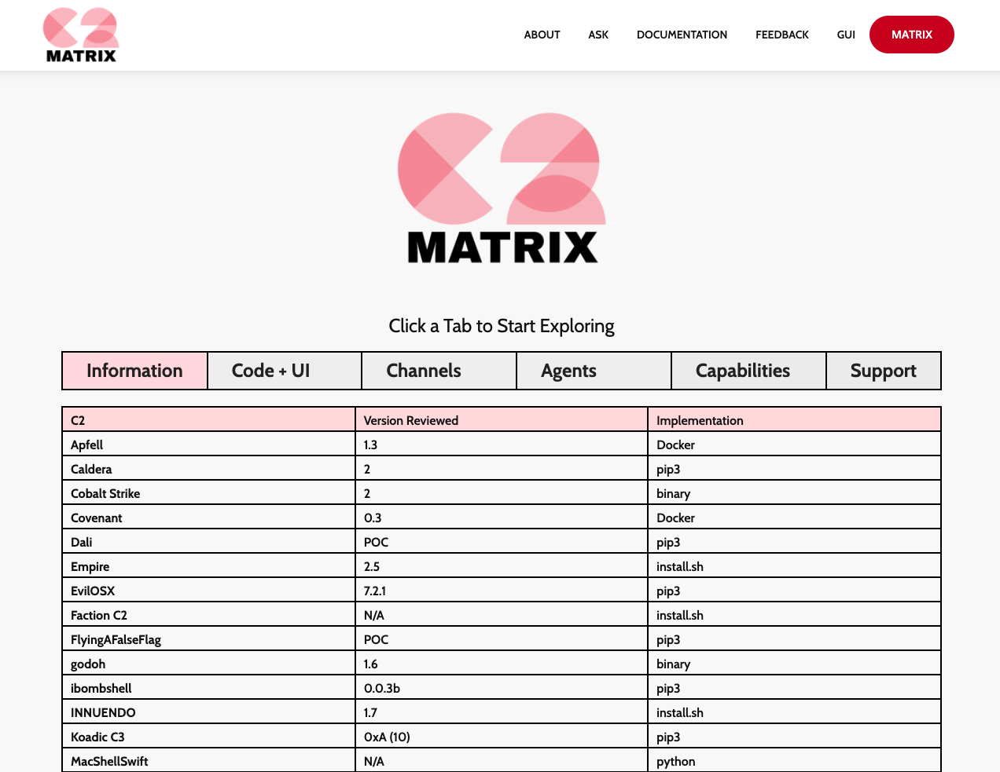 C2
MATRIX
ABOUT ASK DOCUMENTATION FEEDBACK GUI MATRIX
C2
MATRIX
Click a Tab to Start Exploring
Information Code + UI Channels Agents Capabilities Support
C2 Version Reviewed Implementation
Apfell 1.3 Docker
Caldera 2 pip3
Cobalt Strike 2 binary
Covenant 0.3 Docker
Dali POC pip3
Empire 2.5 install.sh
EvilOSX 7.2.1 pip3
Faction C2 N/A install.sh
FlyingAFalseFlag POC pip3
godoh 1.6 binary
ibombshell 0.0.3b pip3
INNUENDO 1.7 install.sh
Koadic C3 0xA (10) pip3
MacShellSwift N/A python